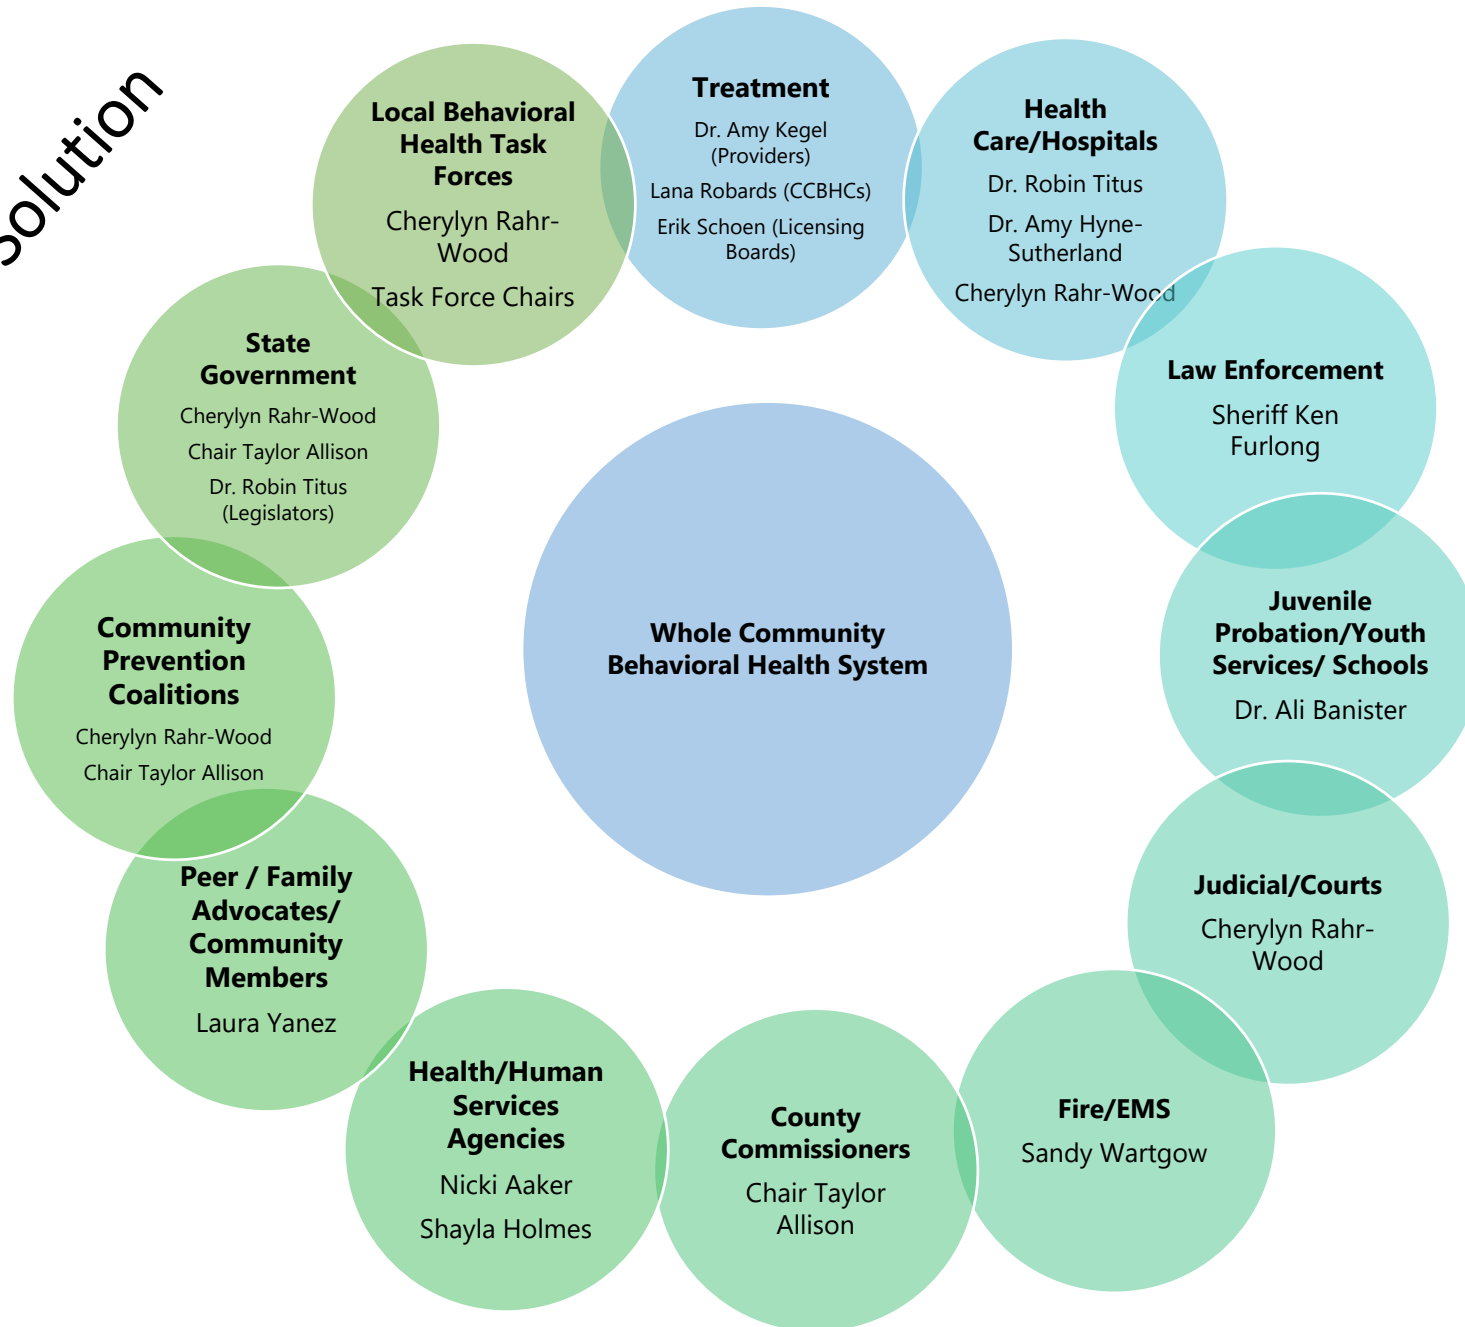 Solution
Local Behavioral
Health Task
Forces
Cherylyn Rahr-
Wood
Task Force Chairs
Treatment
Dr. Amy Kegel
(Providers)
Lana Robards (CCBHCs)
Erik Schoen (Licensing
Boards)
Health
Care/Hospitals
Dr. Robin Titus
Dr. Amy Hyne-
Sutherland
Cherylyn Rahr-Wood
Law Enforcement
Sheriff Ken
Furlong
Juvenile
Probation/Youth
Services/ Schools
Dr. Ali Banister
Judicial/Courts
Cherylyn Rahr-
Wood
Fire/EMS
Sandy Wartgow
County
Commissioners
Chair Taylor
Allison
Health/Human
Services
Agencies
Nicki Aaker
Shayla Holmes
Peer / Family
Advocates/
Community
Members
Laura Yanez
Community
Prevention
Coalitions
Cherylyn Rahr-Wood
Chair Taylor Allison
State
Government
Cherylyn Rahr-Wood
Chair Taylor Allison
Dr. Robin Titus
(Legislators)
Whole Community
Behavioral Health System